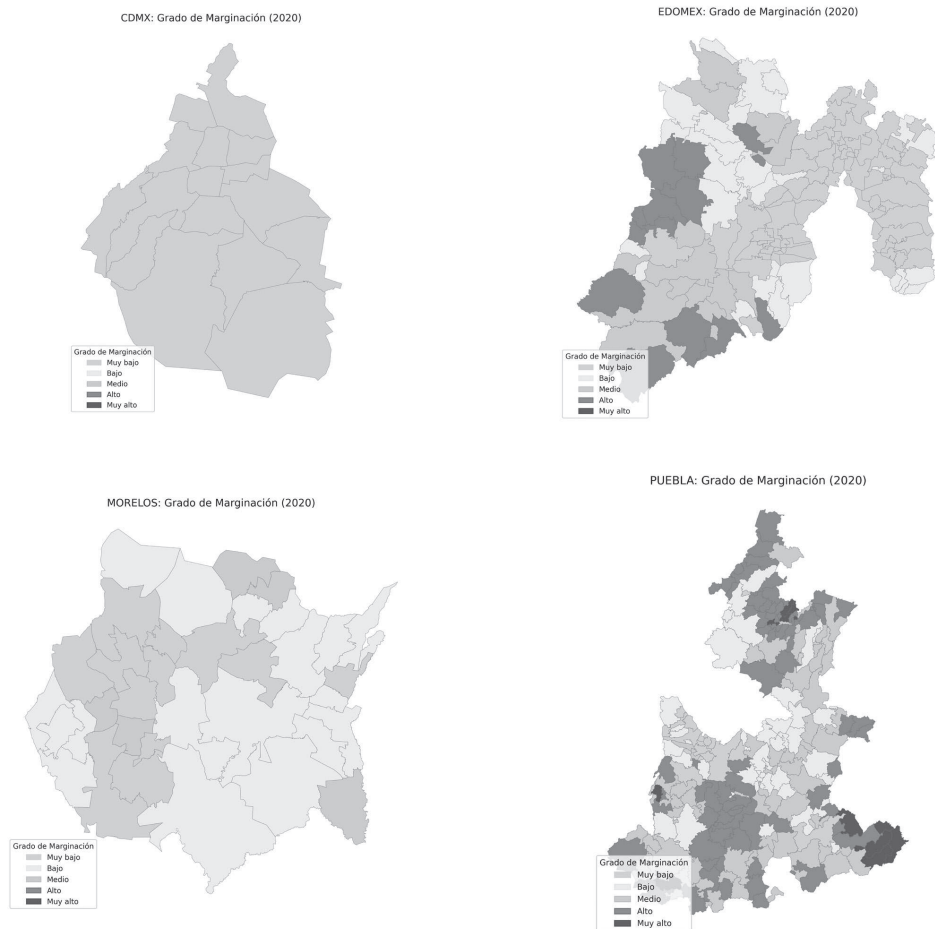 CDMX: Grado de Marginación (2020)
Grado de Marginación
Muy bajo
Bajo
Medio
Alto
Muy alto
EDOMEX: Grado de Marginación (2020)
Grado de Marginación
Muy bajo
Bajo
Medio
Alto
Muy alto
MORELOS: Grado de Marginación (2020)
Grado de Marginación
Muy bajo
Bajo
Medio
Alto
Muy alto
PUEBLA: Grado de Marginación (2020)
Grado de Marginación
Muy bajo
Bajo
Medio
Alto
Muy alto